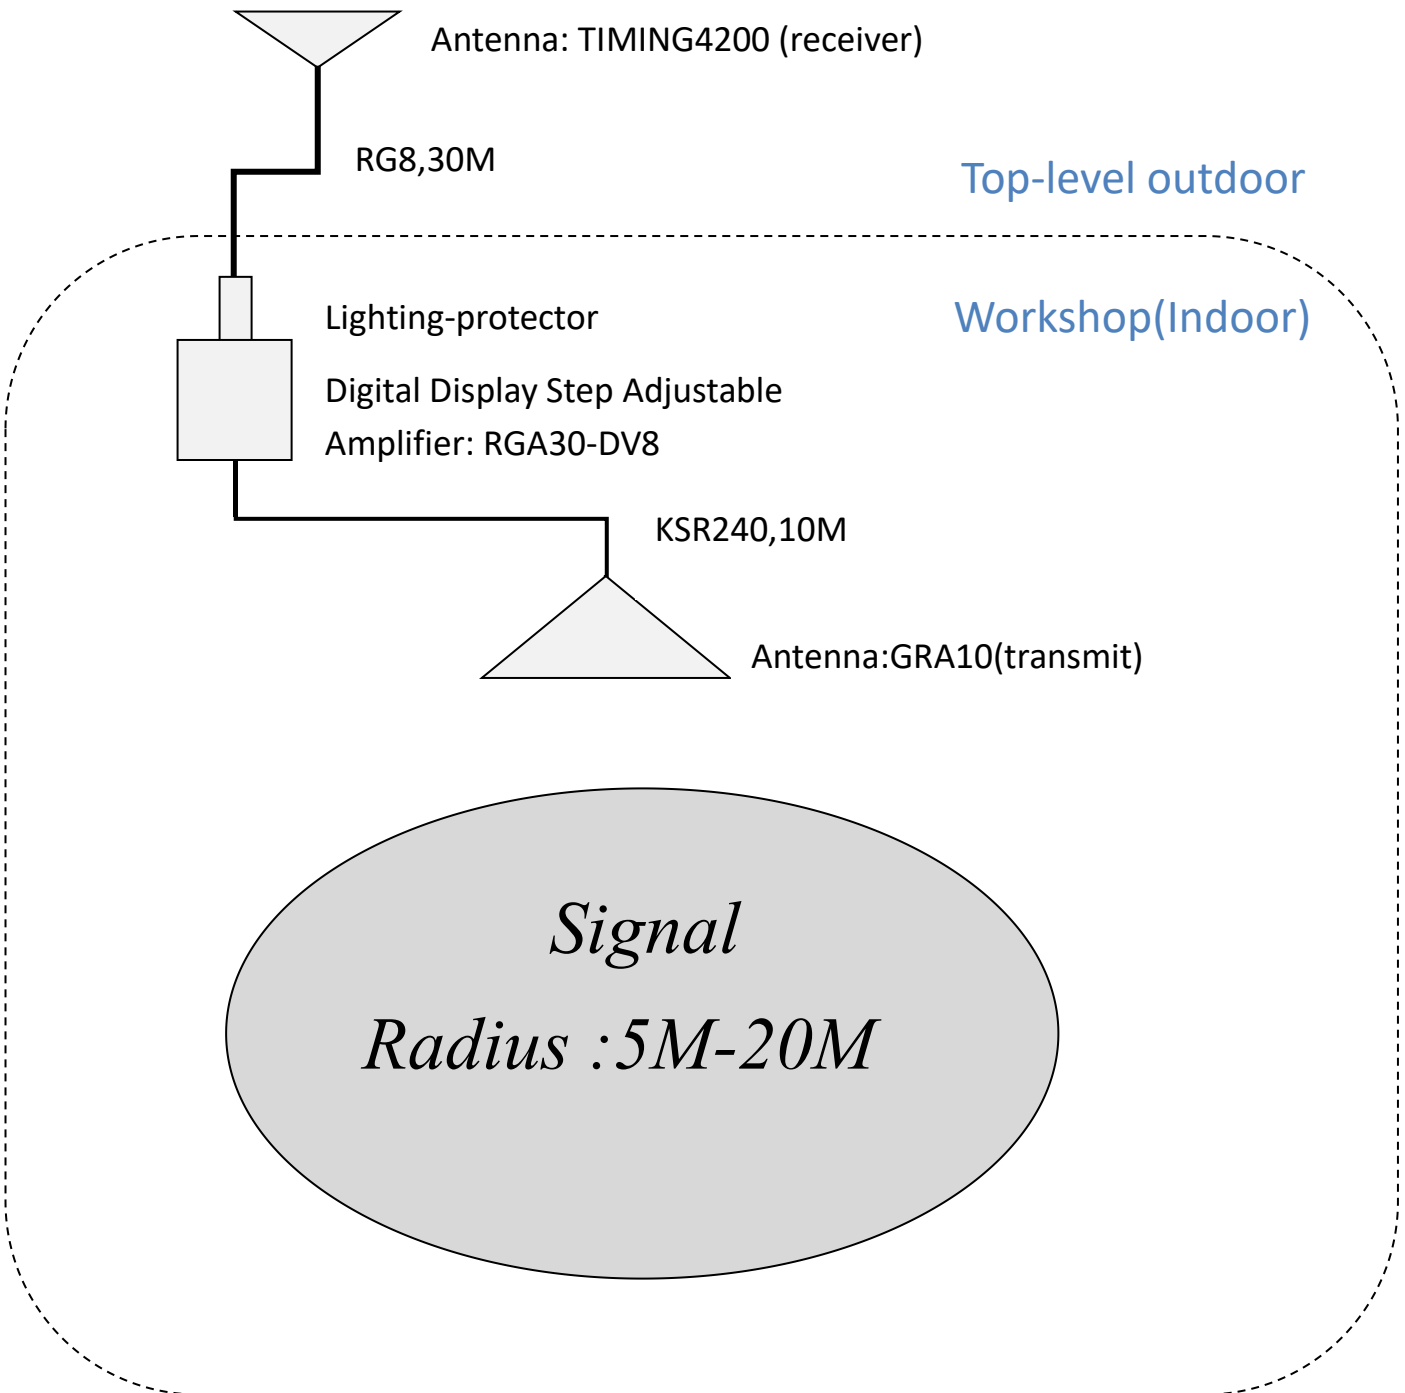 Antenna: TIMING4200 (receiver)
RG8,30M
Top-level outdoor
Workshop(Indoor)
Lighting-protector
Digital Display Step Adjustable
Amplifier: RGA30-DV8
KSR240,10M
Antenna:GRA10(transmit)
Signal
Radius :5M-20M